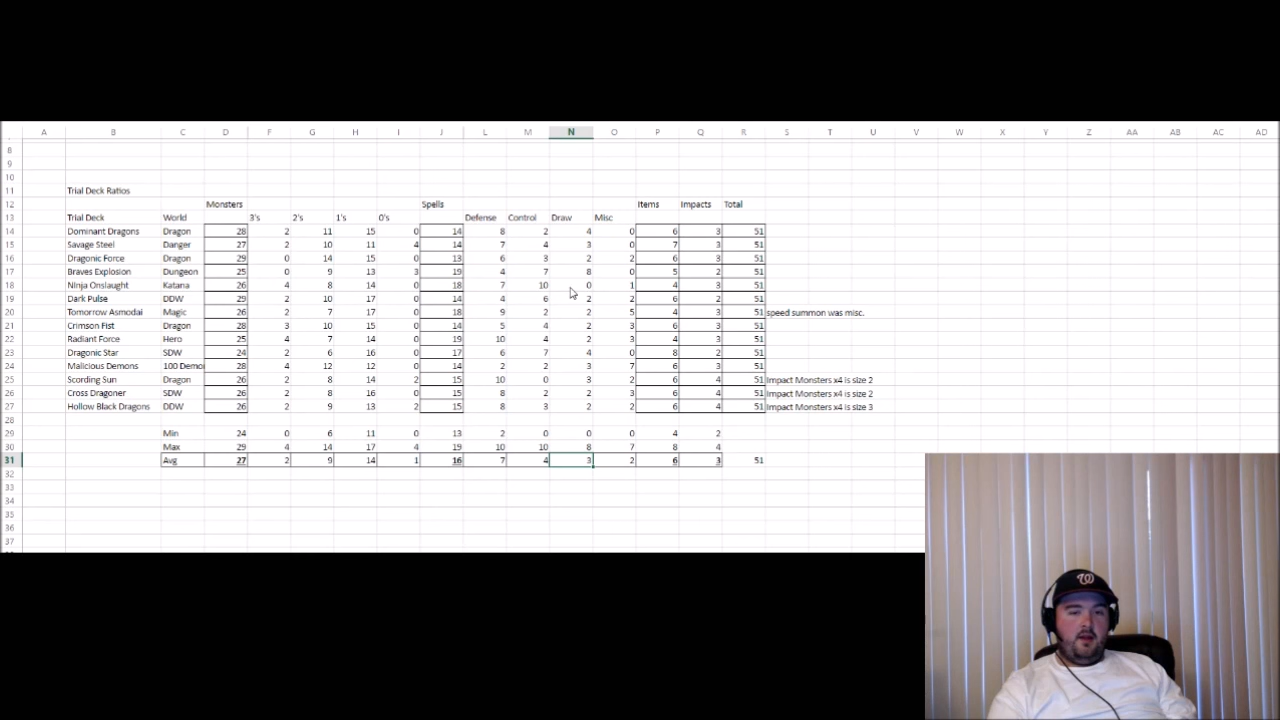 A B C D F G H I J L M N O P Q R S T U V W X Y Z AA AB AC AD
8
9
10
11 Trial Deck Ratios
12 Monsters Spells Items Impacts Total
13 Trial Deck World 3's 2's 1's 0's Defense Control Draw Misc
14 Dominant Dragons Dragon 28 2 11 15 0 14 8 2 4 0 6 3 51
15 Savage Steel Danger 27 2 10 11 4 14 7 4 3 0 7 3 51
16 Dragonic Force Dragon 29 0 14 15 0 13 6 3 2 2 6 3 51
17 Braves Explosion Dungeon 25 0 9 13 3 19 4 7 8 0 5 2 51
18 Ninja Onslaught Katana 26 4 8 14 0 18 7 10 0 1 4 3 51
19 Dark Pulse DDW 29 2 10 17 0 14 4 6 2 2 6 2 51
20 Tomorrow Asmodai Magic 26 2 7 17 0 18 9 2 2 5 4 3 51 speed summon was misc.
21 Crimson Fist Dragon 28 3 10 15 0 14 5 4 2 3 6 3 51
22 Radiant Force Hero 25 4 7 14 0 19 10 4 2 3 4 3 51
23 Dragonic Star SDW 24 2 6 16 0 17 6 7 4 0 8 2 51
24 Malicious Demons 100 Demo 28 4 12 12 0 14 2 2 3 7 6 3 51
25 Scording Sun Dragon 26 2 8 14 2 15 10 0 3 2 6 4 51 Impact Monsters x4 is size 2
26 Cross Dragoner SDW 26 2 8 16 0 15 8 2 2 3 6 4 51 Impact Monsters x4 is size 2
27 Hollow Black Dragons DDW 26 2 9 13 2 15 8 3 2 2 6 4 51 Impact Monsters x4 is size 3
28
29 Min 24 0 6 11 0 13 2 0 0 0 4 2
30 Max 29 4 14 17 4 19 10 10 8 7 8 4
31 Avg 27 2 9 14 1 16 7 4 3 2 6 3 51
32
33
34
35
36
37
W